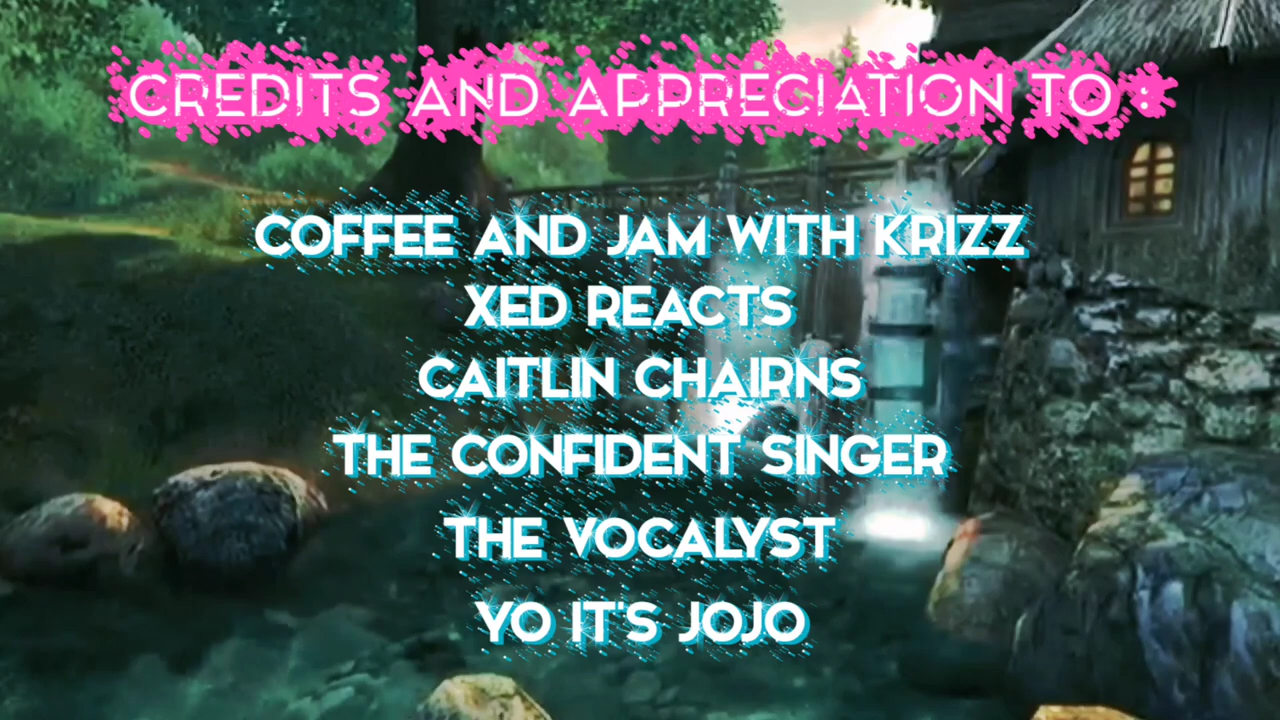 CREDITS AND APPRECIATION TO :
COFFEE AND JAM WITH KRIZZ
XED REACTS
CAITLIN CHAIRNS
THE CONFIDENT SINGER
THE VOCALYST
YO IT'S JOJO